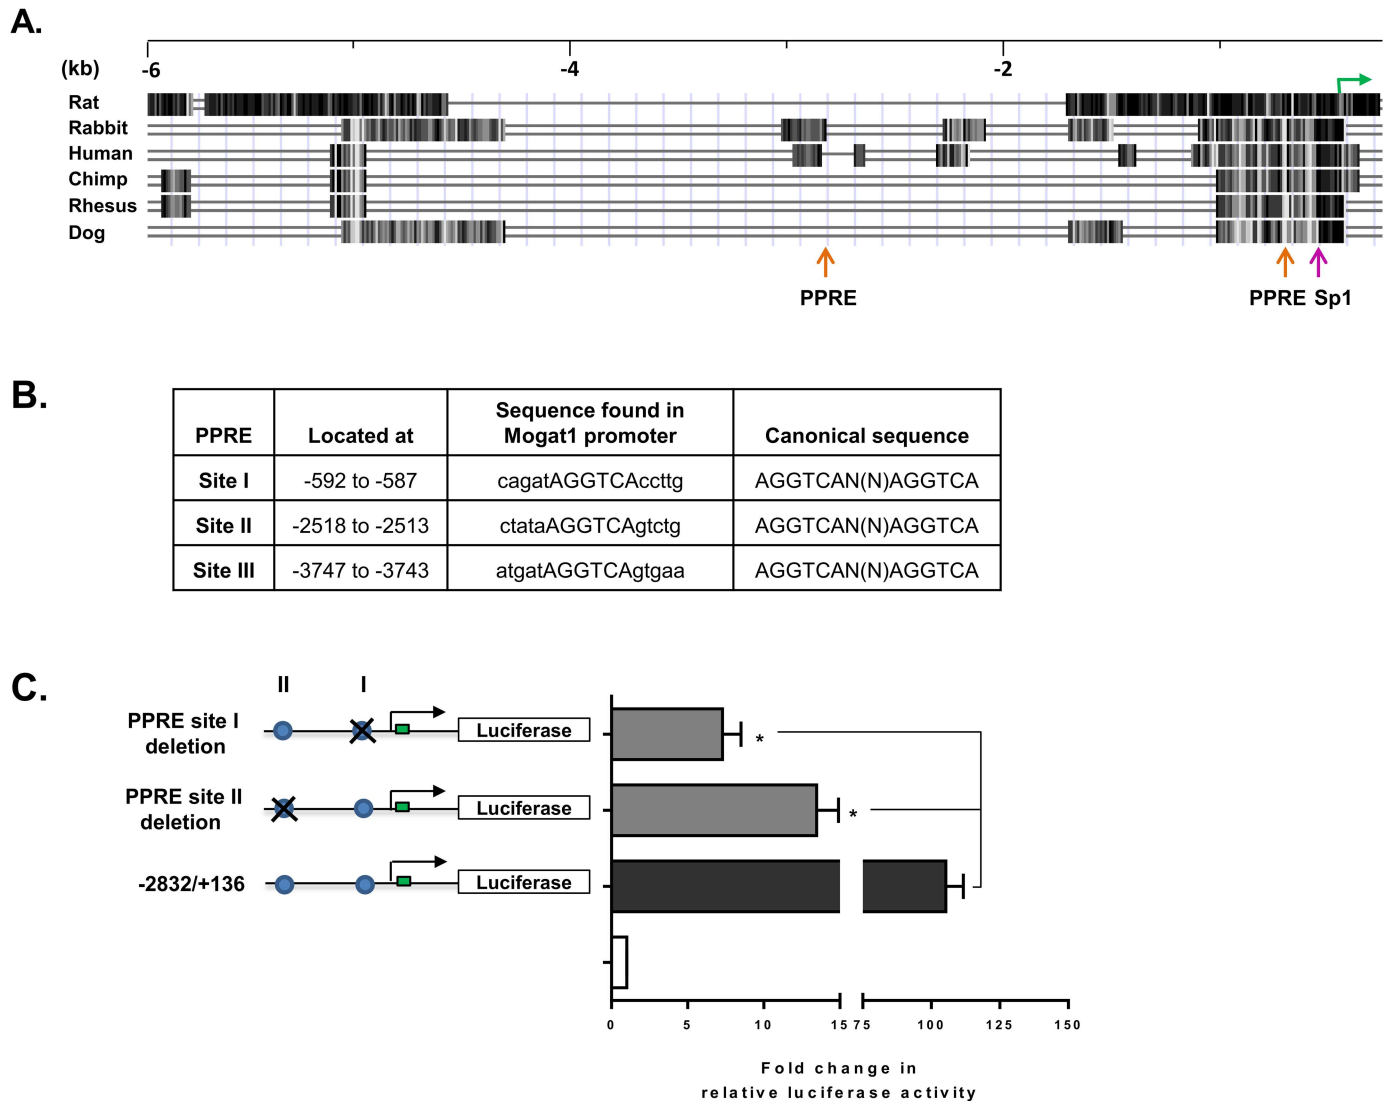 A.
(kb)
-6
-4
-2
Rat
Rabbit
Human
Chimp
Rhesus
Dog
PPRE
PPRE
Sp1
B.
PPRE
Located at
Sequence found in
Mogat1 promoter
Canonical sequence
Site I
-592 to -587
cagatAGGTCAccttg
AGGTCAN(N)AGGTCA
Site II
-2518 to -2513
ctataAGGTCAgtctg
AGGTCAN(N)AGGTCA
Site III
-3747 to -3743
atgatAGGTCAgtgaa
AGGTCAN(N)AGGTCA
C.
II
I
PPRE site I
deletion
Luciferase
*
PPRE site II
deletion
Luciferase
*
-2832/+136
Luciferase
0
5
10
15
75
100
125
150
Fold change in
relative luciferase activity